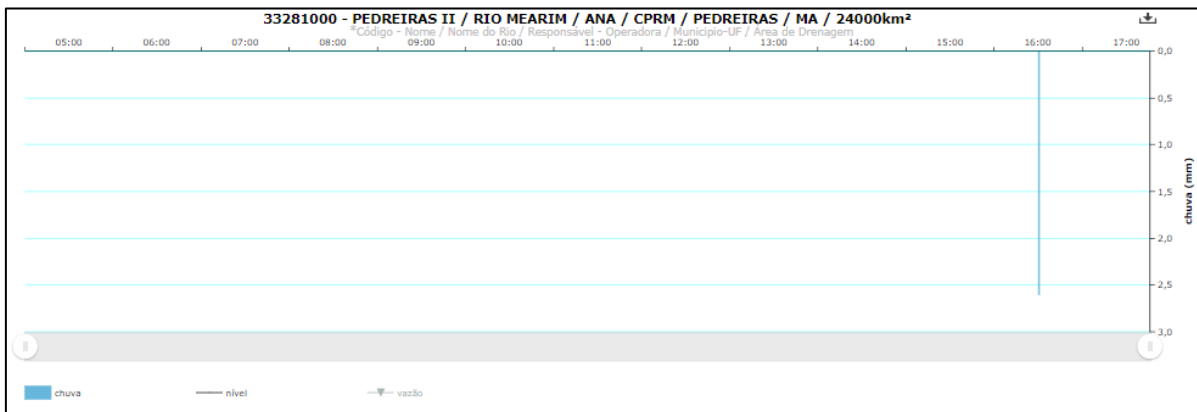 33281000 - PEDREIRAS II / RIO MEARIM / ANA / CPRM / PEDREIRAS / MA / 24000km²
*Código - Nome / Nome do Rio / Responsável - Operadora / Municipio-UF / Área de Drenagem
05:00 06:00 07:00 08:00 09:00 10:00 11:00 12:00 13:00 14:00 15:00 16:00 17:00
0,0
0,5
1,0
1,5
2,0
2,5
3,0
chuva (mm)
chuva nível vazão